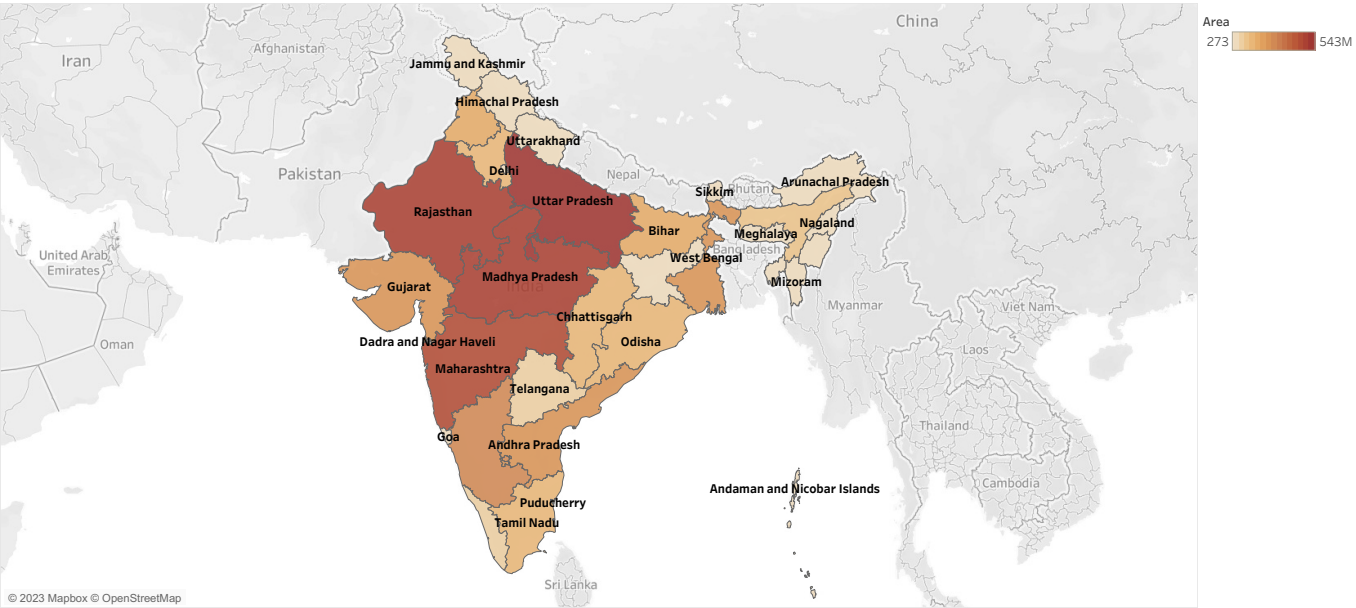 China
Area
273
543M
Afghanistan
Iran
Jammu and Kashmir
Himachal Pradesh
Uttarakhand
Pakistan
Delhi
Nepal
Sikkim
Bhutan
Arunachal Pradesh
Uttar Pradesh
Rajasthan
Nagaland
Bihar
Meghalaya
Bangladesh
West Bengal
United Arab
Emirates
Madhya Pradesh
India
Gujarat
Mizoram
Myanmar
Viet Nam
Chhattisgarh
Oman
Dadra and Nagar Haveli
Odisha
Laos
Maharashtra
Telangana
Thailand
Goa
Andhra Pradesh
Cambodia
Andaman and Nicobar Islands
Puducherry
Tamil Nadu
Sri Lanka
© 2023 Mapbox © OpenStreetMap